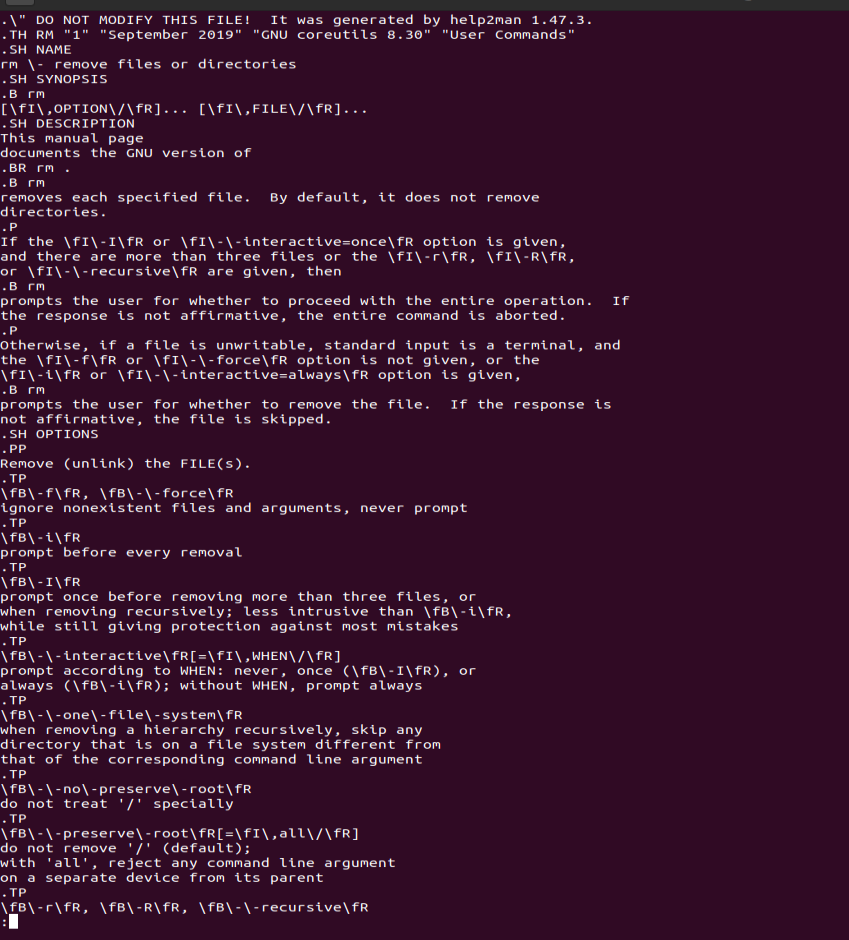 .\" DO NOT MODIFY THIS FILE!  It was generated by help2man 1.47.3.
.TH RM "1" "September 2019" "GNU coreutils 8.30" "User Commands"
.SH NAME
rm \- remove files or directories
.SH SYNOPSIS
.B rm
[\fI\,OPTION\/\fR]... [\fI\,FILE\/\fR]...
.SH DESCRIPTION
This manual page
documents the GNU version of
.BR rm .
.B rm
removes each specified file.  By default, it does not remove
directories.
.P
If the \fI\-I\fR or \fI\-\-interactive=once\fR option is given,
and there are more than three files or the \fI\-r\fR, \fI\-R\fR,
or \fI\-\-recursive\fR are given, then
.B rm
prompts the user for whether to proceed with the entire operation.  If
the response is not affirmative, the entire command is aborted.
.P
Otherwise, if a file is unwritable, standard input is a terminal, and
the \fI\-f\fR or \fI\-\-force\fR option is not given, or the
\fI\-i\fR or \fI\-\-interactive=always\fR option is given,
.B rm
prompts the user for whether to remove the file.  If the response is
not affirmative, the file is skipped.
.SH OPTIONS
.PP
Remove (unlink) the FILE(s).
.TP
\fB\-f\fR, \fB\-\-force\fR
ignore nonexistent files and arguments, never prompt
.TP
\fB\-i\fR
prompt before every removal
.TP
\fB\-I\fR
prompt once before removing more than three files, or
when removing recursively; less intrusive than \fB\-i\fR,
while still giving protection against most mistakes
.TP
\fB\-\-interactive\fR[=\fI\,WHEN\/\fR]
prompt according to WHEN: never, once (\fB\-I\fR), or
always (\fB\-i\fR); without WHEN, prompt always
.TP
\fB\-\-one\-file\-system\fR
when removing a hierarchy recursively, skip any
directory that is on a file system different from
that of the corresponding command line argument
.TP
\fB\-\-no\-preserve\-root\fR
do not treat '/' specially
.TP
\fB\-\-preserve\-root\fR[=\fI\,all\/\fR]
do not remove '/' (default);
with 'all', reject any command line argument
on a separate device from its parent
.TP
\fB\-r\fR, \fB\-R\fR, \fB\-\-recursive\fR
: